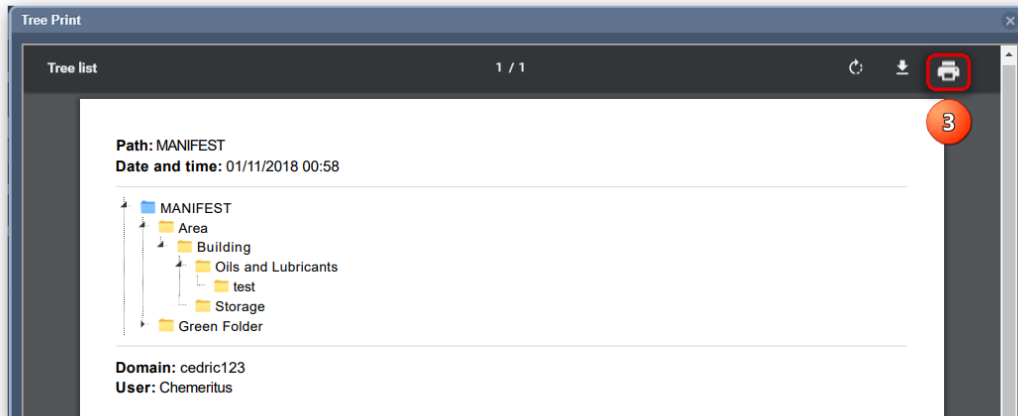 Tree Print
Tree list 1 / 1
3
Path: MANIFEST
Date and time: 01/11/2018 00:58
MANIFEST
Area
Building
Oils and Lubricants
test
Storage
Green Folder
Domain: cedric123
User: Chemeritus